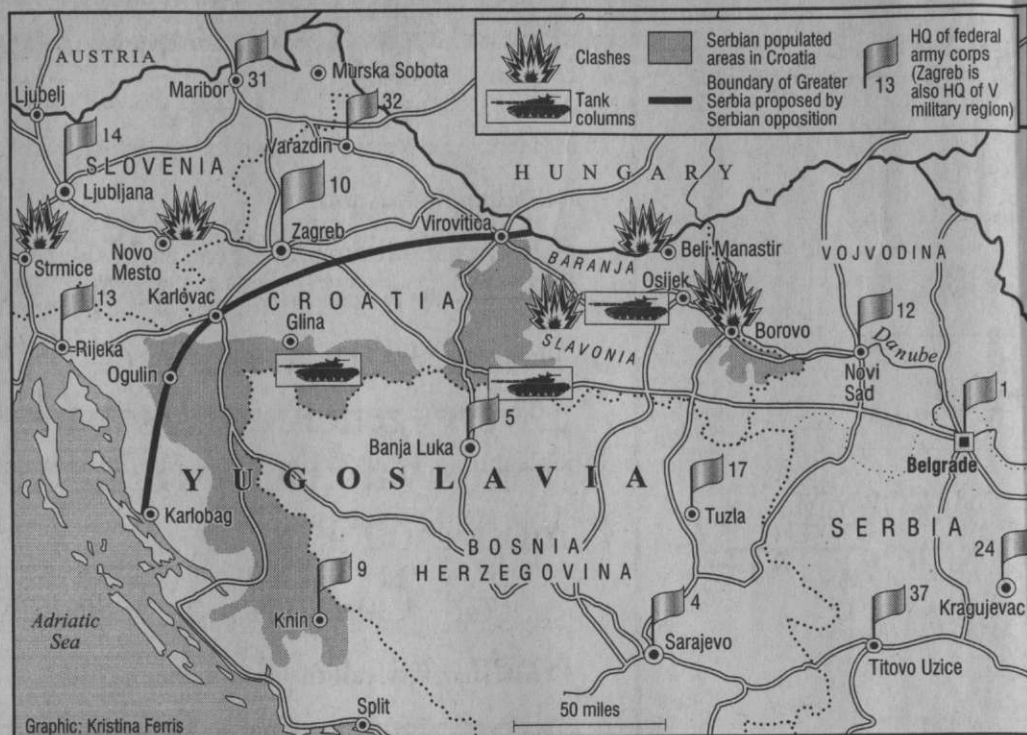 Clashes
Tank
columns
Serbian populated
areas in Croatia
Boundary of Greater
Serbia proposed by
Serbian opposition
13
HQ of federal
army corps
(Zagreb is
also HQ of V
military region)
AUSTRIA
31
Maribor
Murska Sobota
Ljubelj
32
14
Varazdin
SLOVENIA
HUNGARY
Ljubljana
10
Virovitica
Zagreb
Novo
Mesto
Strmice
Beli Manastir
BARANJA
VOJVODINA
Osijek
13
Karlovac
CROATIA
Glina
SLAVONIA
Borovo
12
Danube
Rijeka
Ogulin
Novi
Sad
5
1
Banja Luka
Belgrade
YUGOSLAVIA
17
Karlobag
Tuzla
SERBIA
BOSNIA
HERZEGOVINA
24
9
Kragujevac
Knin
4
37
Adriatic
Sea
Sarajevo
Titovo Uzice
Split
50 miles
Graphic: Kristina Ferris